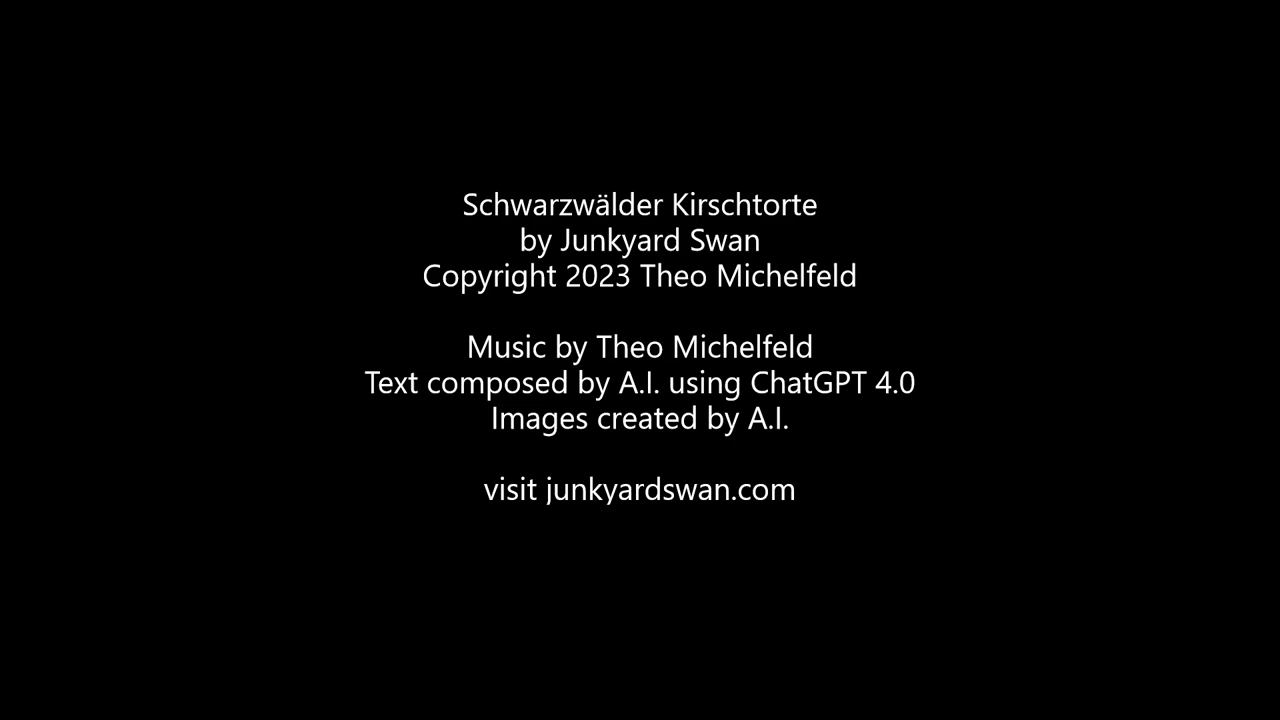 Schwarzwälder Kirschtorte
by Junkyard Swan
Copyright 2023 Theo Michelfeld
Music by Theo Michelfeld
Text composed by A.I. using ChatGPT 4.0
Images created by A.I.
visit junkyardswan.com